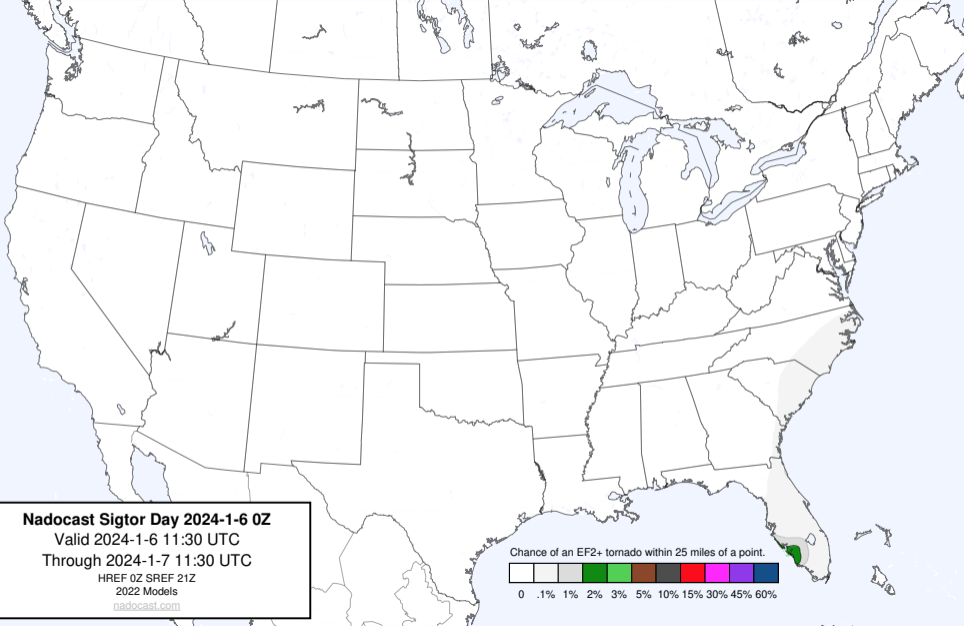 Nadocast Sigtor Day 2024-1-6 0Z
Valid 2024-1-6 11:30 UTC
Through 2024-1-7 11:30 UTC
HREF 0Z SREF 21Z
2022 Models
nadocast.com
Chance of an EF2+ tornado within 25 miles of a point.
0 .1% 1% 2% 3% 5% 10% 15% 30% 45% 60%